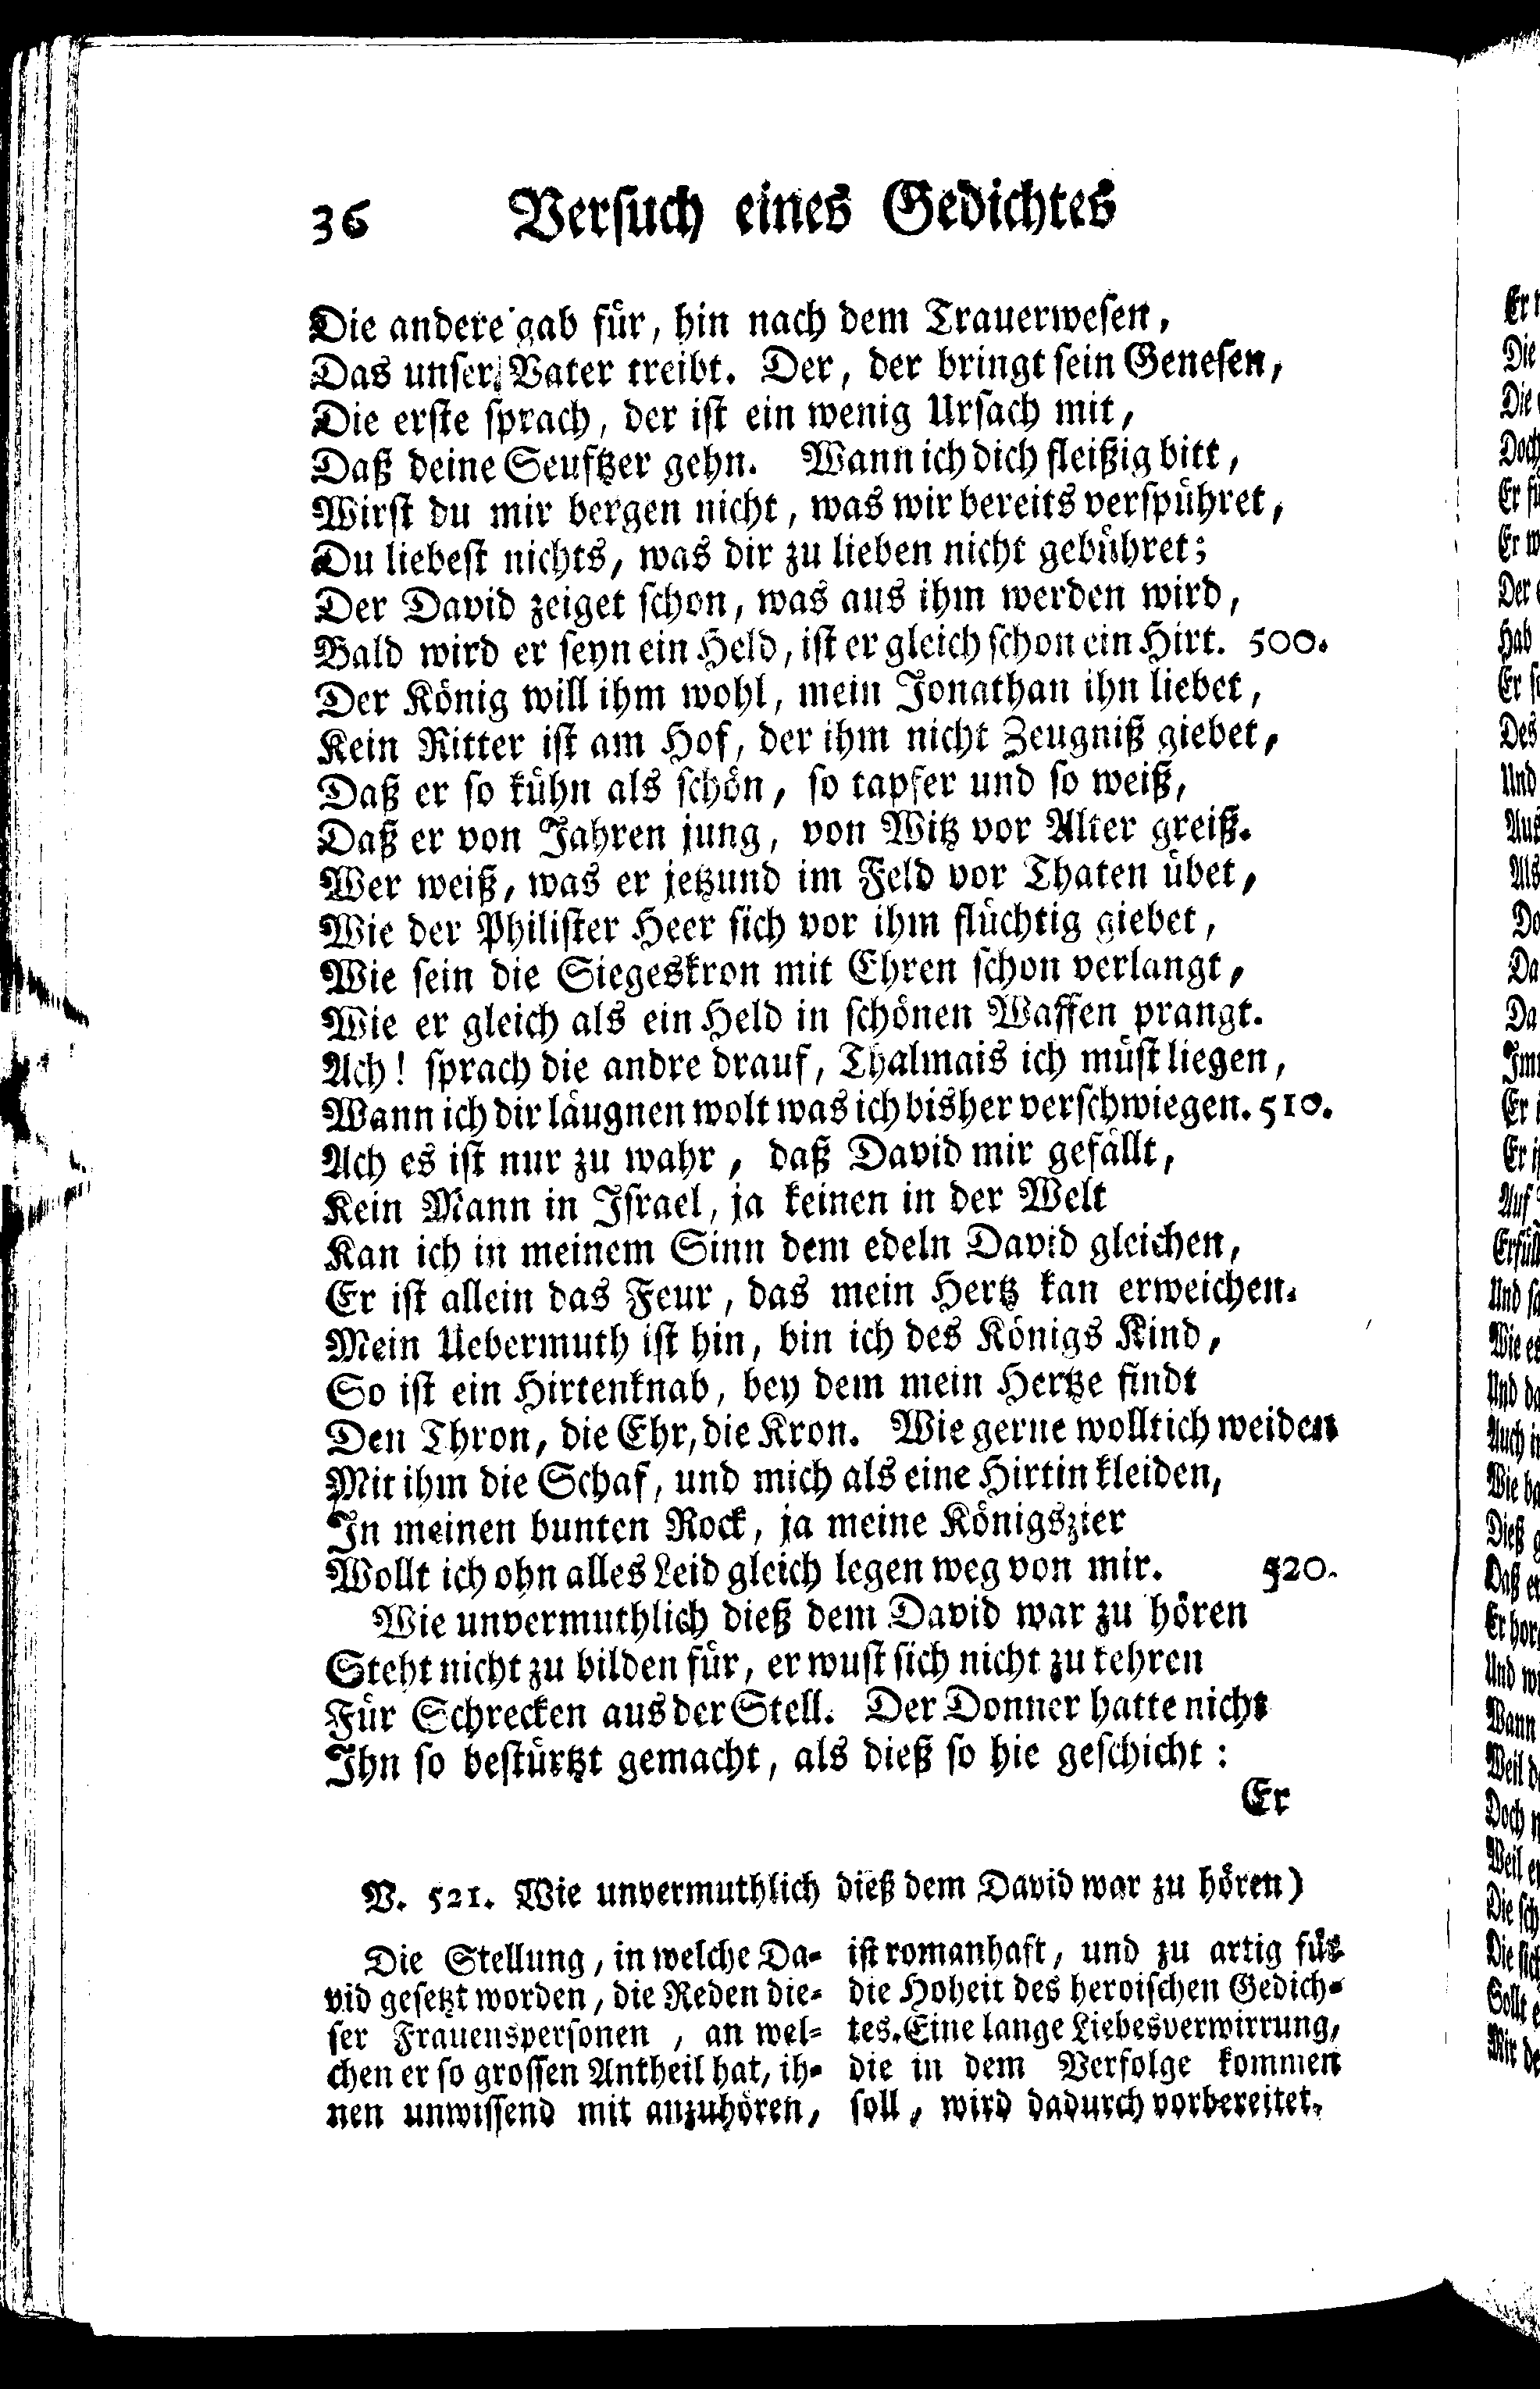 36 Versuch eines Gedichtes
Die andere gab für, hin nach dem Trauerwesen,
Das unser Vater treibt. Der, der bringt sein Genesen,
Die erste sprach, der ist ein wenig Ursach mit,
Daß deine Seuftzer gehn. Wann ich dich fleißig bitt,
Wirst du mir bergen nicht, was wir bereits verspühret,
Du liebest nichts, was dir zu lieben nicht gebühret;
Der David zeiget schon, was aus ihm werden wird,
Bald wird er seyn ein Held, ist er gleich schon ein Hirt. 500.
Der König will ihm wohl, mein Jonathan ihn liebet,
Kein Ritter ist am Hof, der ihm nicht Zeugniß giebet,
Daß er so kühn als schön, so tapfer und so weiß,
Daß er von Jahren jung, von Witz vor Alter greiß.
Wer weiß, was er jetzund im Feld vor Thaten übet,
Wie der Philister Heer sich vor ihm flüchtig giebet,
Wie sein die Siegeskron mit Ehren schon verlangt,
Wie er gleich als ein Held in schönen Waffen prangt.
Ach! sprach die andre drauf, Thalmais ich müst liegen,
Wann ich dir läugnen wolt was ich bisher verschwiegen. 510.
Ach es ist nur zu wahr, daß David mir gefällt,
Kein Mann in Israel, ja keinen in der Welt
Kan ich in meinem Sinn dem edeln David gleichen,
Er ist allein das Feur, das mein Hertz kan erweichen.
Mein Uebermuth ist hin, bin ich des Königs Kind,
So ist ein Hirtenknab, bey dem mein Hertze findt
Den Thron, die Ehr, die Kron. Wie gerne wollt ich weiden
Mit ihm die Schaf, und mich als eine Hirtin kleiden,
In meinen bunten Rock, ja meine Königszier
Wollt ich ohn alles Leid gleich legen weg von mir. 520.
Wie unvermuthlich dieß dem David war zu hören
Steht nicht zu bilden für, er wust sich nicht zu kehren
Für Schrecken aus der Stell. Der Donner hatte nicht
Ihn so bestürtzt gemacht, als dieß so hie geschicht:
Er
V. 521. Wie unvermuthlich dieß dem David war zu hören)
Die Stellung, in welche Da-
vid gesetzt worden, die Reden die-
ser Frauenspersonen, an wel-
chen er so grossen Antheil hat, ih-
nen unwissend mit anzuhören,
ist romanhaft, und zu artig für
die Hoheit des heroischen Gedich-
tes. Eine lange Liebesverwirrung,
die in dem Verfolge kommen
soll, wird dadurch vorbereitet.